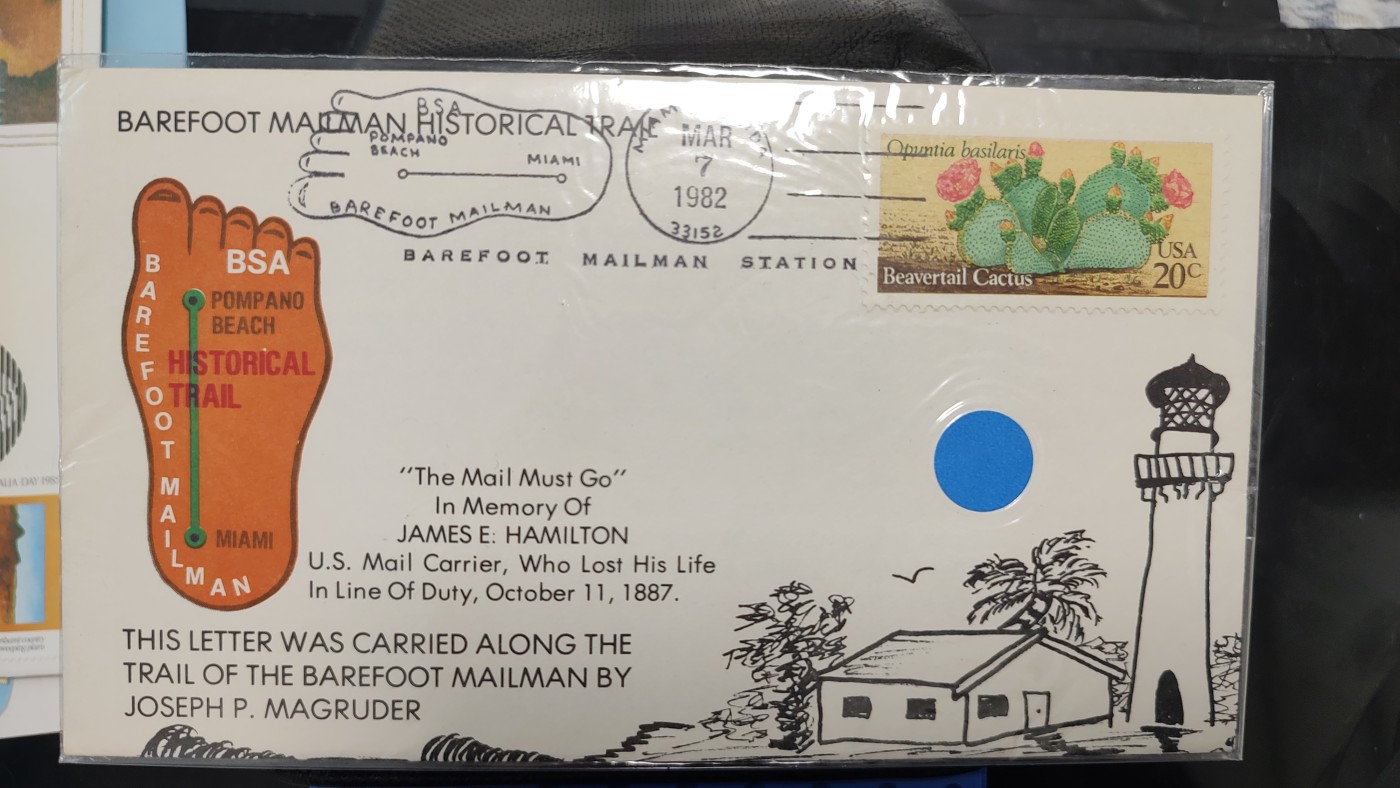 BAREFOOT MAILMAN HISTORICAL TRAIL
BSA
POMPANO
BEACH
MIAMI
BAREFOOT MAILMAN
MAR
7
1982
33152
BAREFOOT MAILMAN STATION
Opuntia basilaris
Beavertail Cactus
USA
20c
BSA
BAREFOOT MAILMAN
POMPANO
BEACH
HISTORICAL
TRAIL
MIAMI
"The Mail Must Go"
In Memory Of
JAMES E. HAMILTON
U.S. Mail Carrier, Who Lost His Life
In Line Of Duty, October 11, 1887.
THIS LETTER WAS CARRIED ALONG THE
TRAIL OF THE BAREFOOT MAILMAN BY
JOSEPH P. MAGRUDER